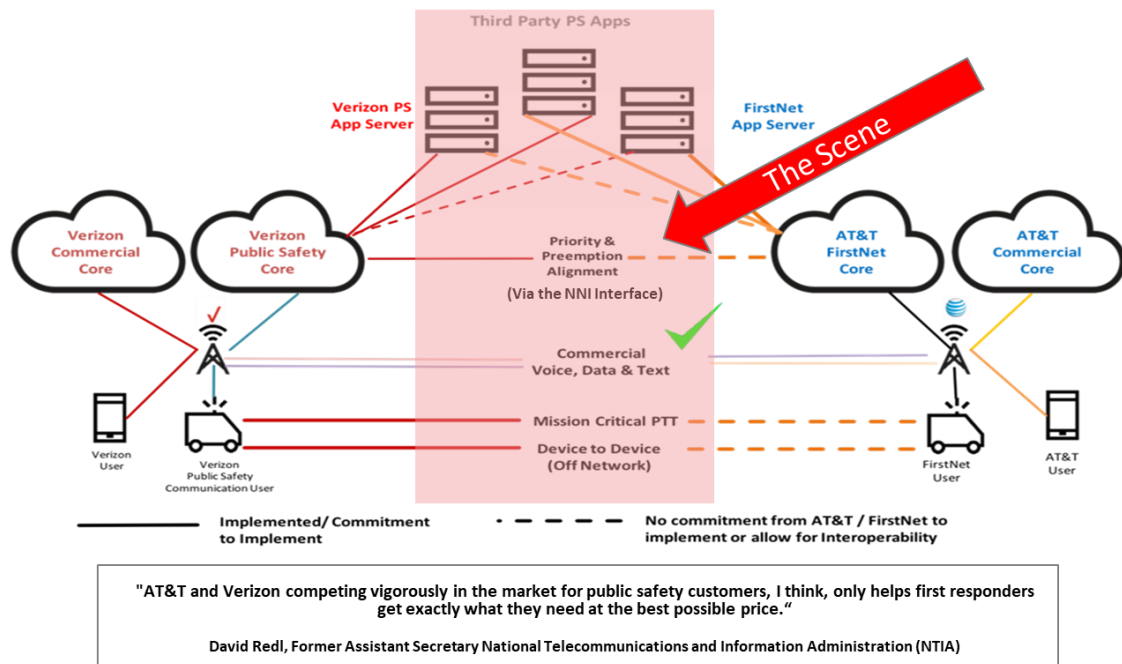 Third Party PS Apps
Verizon PS
App Server
FirstNet
App Server
The Scene
Verizon
Commercial
Core
Verizon
Public Safety
Core
Priority &
Preemption
Alignment
(Via the NNI Interface)
AT&T
FirstNet
Core
AT&T
Commercial
Core
Commercial
Voice, Data & Text
Mission Critical PTT
Device to Device
(Off Network)
Verizon
User
Verizon
Public Safety
Communication User
FirstNet
User
AT&T
User
Implemented/ Commitment
to Implement
No commitment from AT&T / FirstNet to
implement or allow for Interoperability
"AT&T and Verizon competing vigorously in the market for public safety customers, I think, only helps first responders
get exactly what they need at the best possible price.“
David Redl, Former Assistant Secretary National Telecommunications and Information Administration (NTIA)